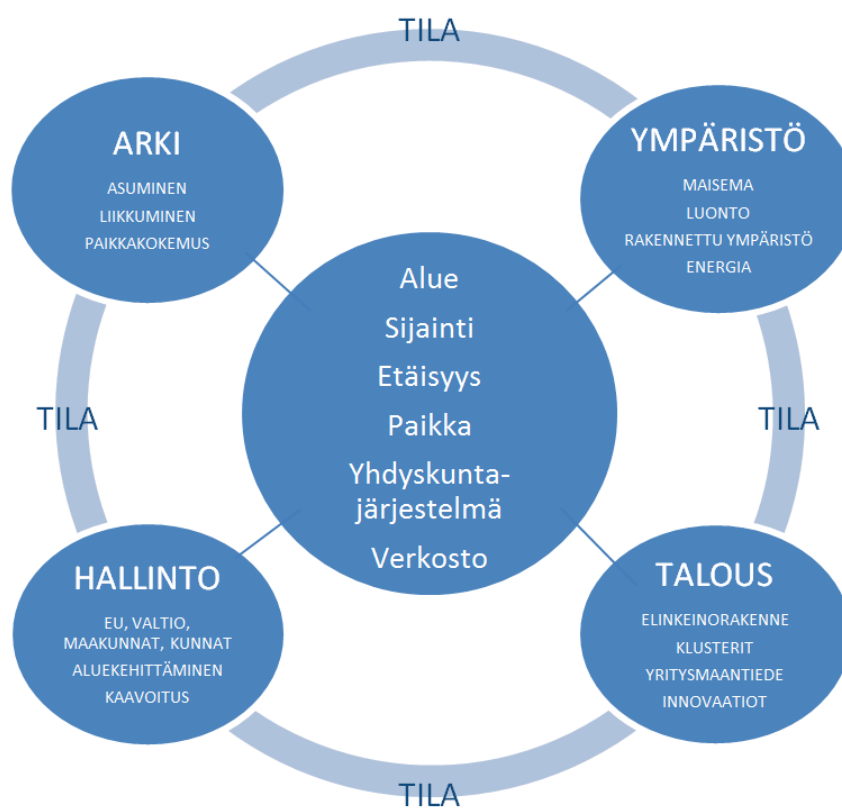 TILA
ARKI
ASUMINEN
LIIKKUMINEN
PAIKKAKOKEMUS
YMPÄRISTÖ
MAISEMA
LUONTO
RAKENNETTU YMPÄRISTÖ
ENERGIA
Alue
Sijainti
Etäisyys
Paikka
Yhdyskunta-
järjestelmä
Verkosto
TILA
TILA
HALLINTO
EU, VALTIO,
MAAKUNNAT, KUNNAT
ALUEKEHITTÄMINEN
KAAVOITUS
TALOUS
ELINKEINORAKENNE
KLUSTERIT
YRITYSMAANTIEDE
INNOVAATIOT
TILA